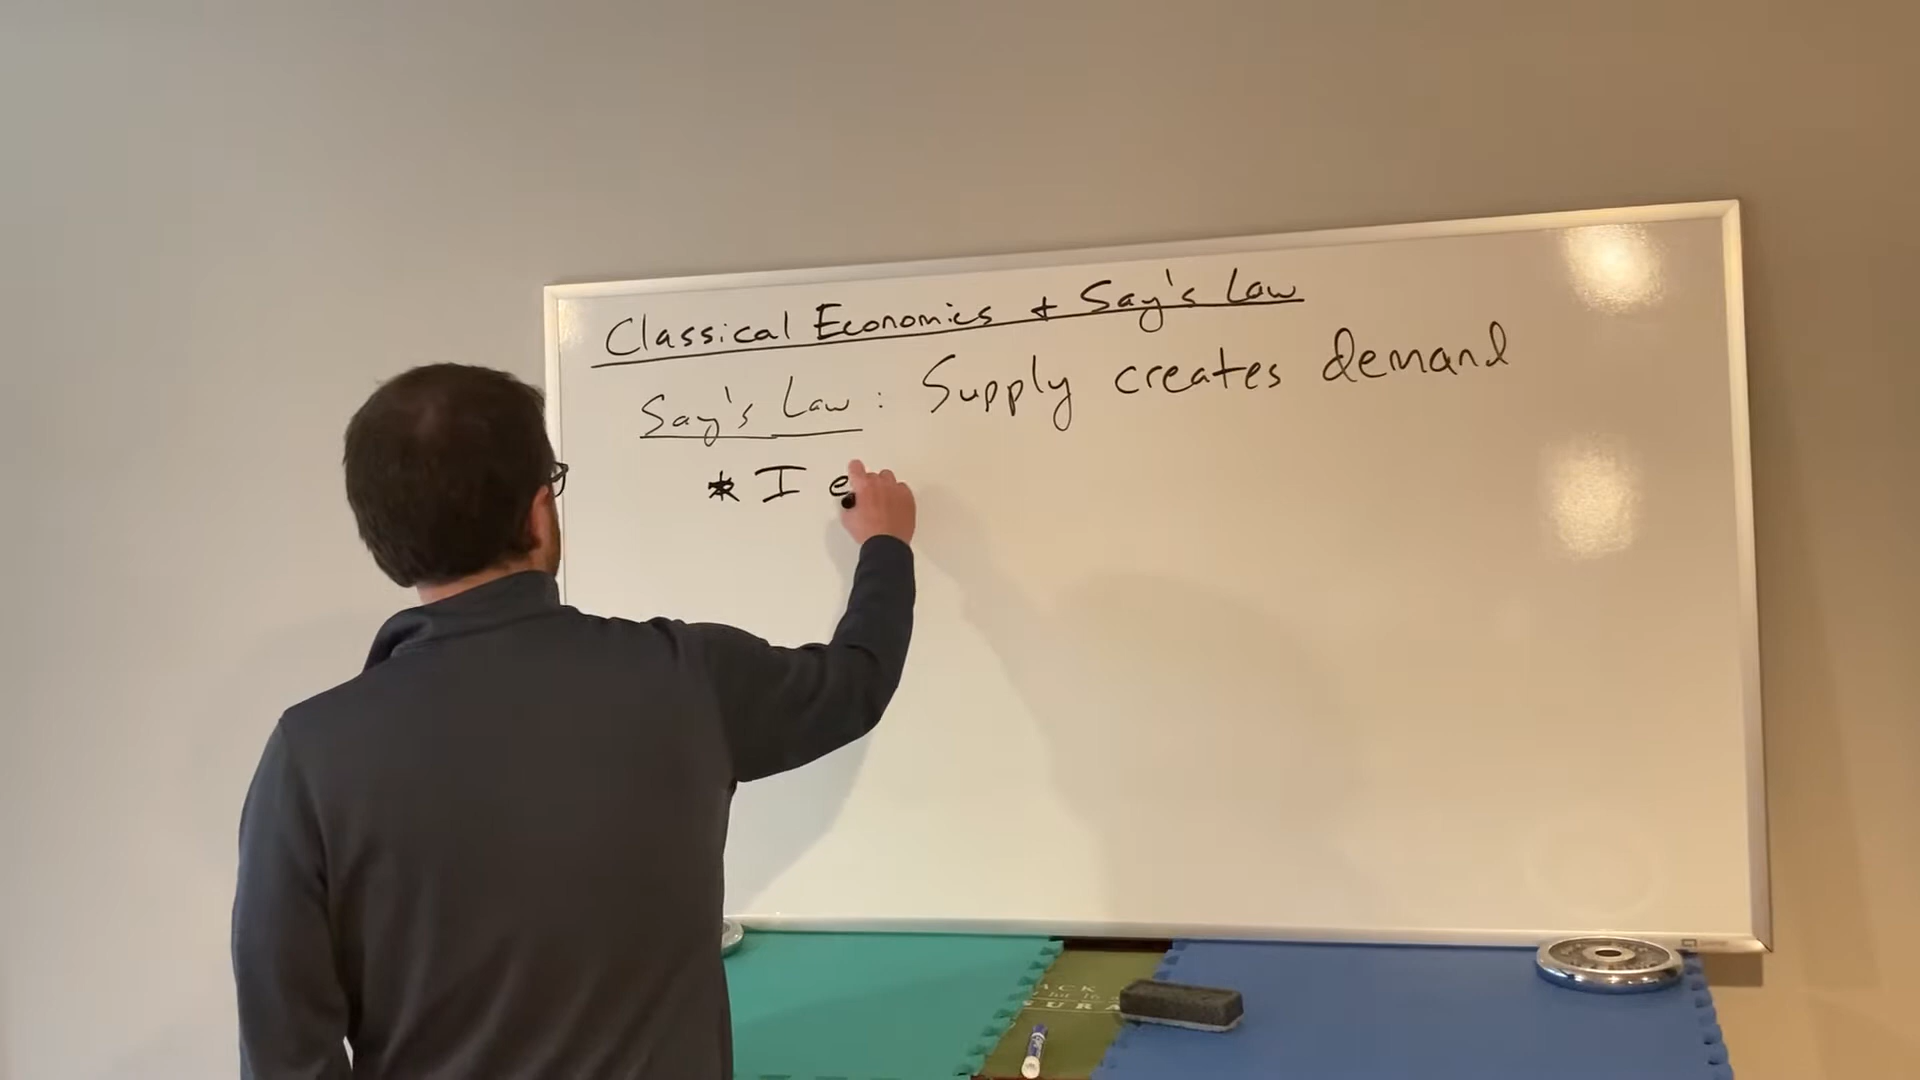 Classical Economics + Say's Law
Say's Law: Supply creates demand
* I e